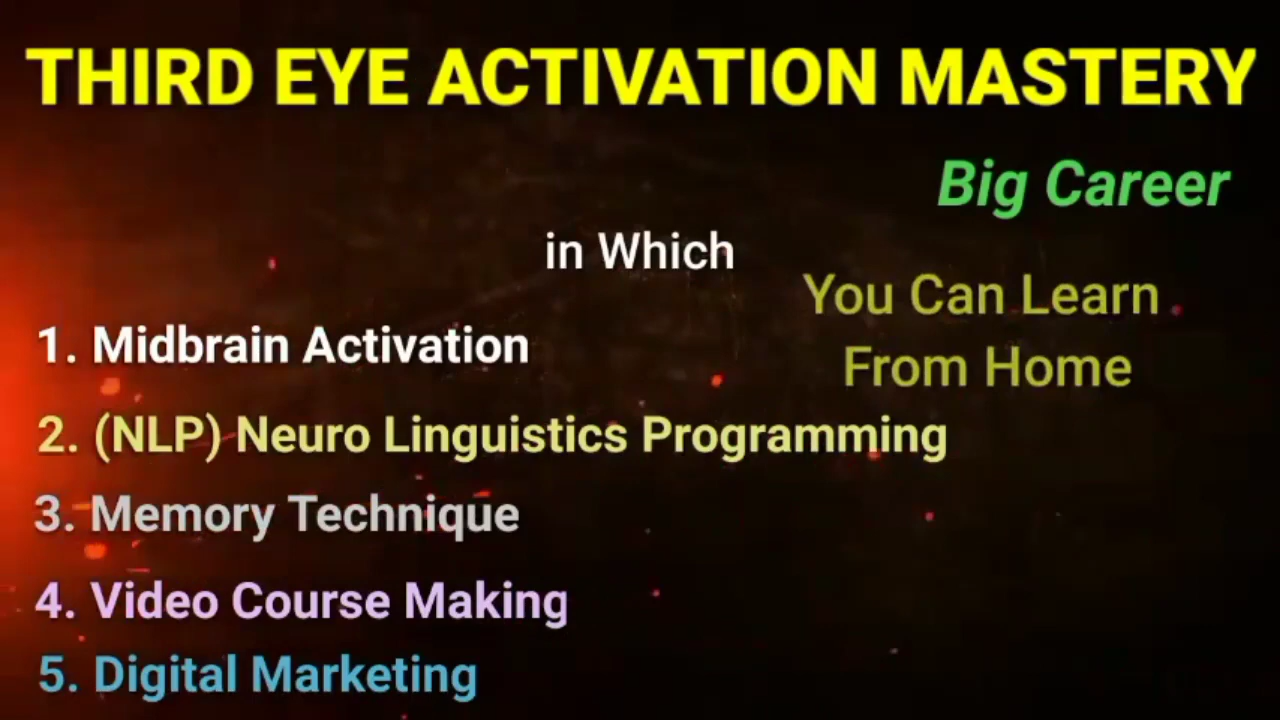 THIRD EYE ACTIVATION MASTERY
Big Career
in Which
You Can Learn
From Home
1. Midbrain Activation
2. (NLP) Neuro Linguistics Programming
3. Memory Technique
4. Video Course Making
5. Digital Marketing